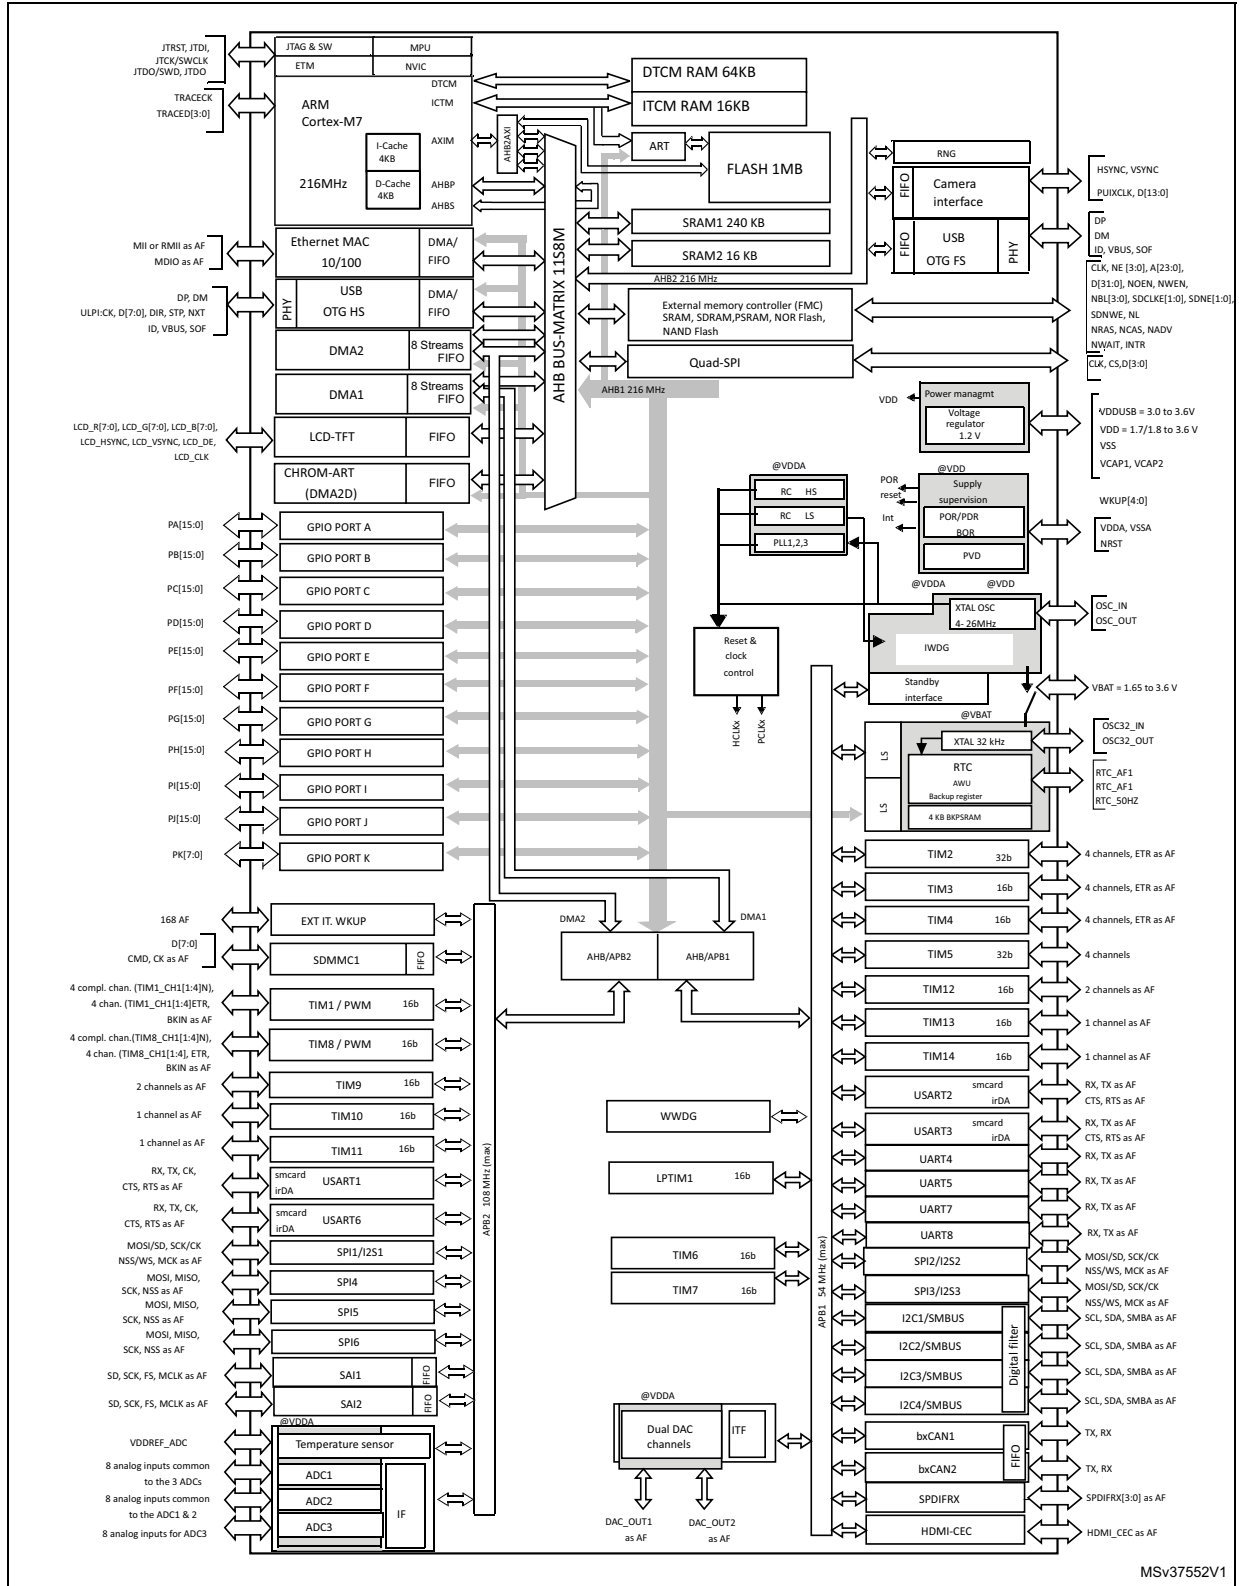 JTRST, JTDI,
JTCK/SWCLK
JTDO/SWD, JTDO
TRACECK
TRACED[3:0]
JTAG & SW
MPU
ETM
NVIC
DTCM
ICTM
ARM
Cortex-M7
AXIM
I-Cache
4KB
216MHz
D-Cache
4KB
AHBP
AHBS
AHB2AXI
DTCM RAM 64KB
ITCM RAM 16KB
ART
FLASH 1MB
SRAM1 240 KB
SRAM2 16 KB
AHB2 216 MHz
External memory controller (FMC)
SRAM, SDRAM,PSRAM, NOR Flash,
NAND Flash
Quad-SPI
AHB1 216 MHz
AHB BUS-MATRIX 11S8M
RNG
FIFO
Camera
interface
HSYNC, VSYNC
PUIXCLK, D[13:0]
FIFO
USB
OTG FS
PHY
DP
DM
ID, VBUS, SOF
CLK, NE [3:0], A[23:0],
D[31:0], NOEN, NWEN,
NBL[3:0], SDCLKE[1:0], SDNE[1:0],
SDNWE, NL
NRAS, NCAS, NADV
NWAIT, INTR
CLK, CS,D[3:0]
MII or RMII as AF
MDIO as AF
Ethernet MAC
10/100
DMA/
FIFO
DP, DM
ULPI:CK, D[7:0], DIR, STP, NXT
ID, VBUS, SOF
PHY
USB
OTG HS
DMA/
FIFO
DMA2
8 Streams
FIFO
DMA1
8 Streams
FIFO
LCD_R[7:0], LCD_G[7:0], LCD_B[7:0],
LCD_HSYNC, LCD_VSYNC, LCD_DE,
LCD_CLK
LCD-TFT
FIFO
CHROM-ART
(DMA2D)
FIFO
VDD
Power managmt
Voltage
regulator
1.2 V
VDDUSB = 3.0 to 3.6V
VDD = 1.7/1.8 to 3.6 V
VSS
VCAP1, VCAP2
@VDDA
RC HS
RC LS
PLL1,2,3
@VDD
POR
reset
Int
Supply
supervision
POR/PDR
BOR
PVD
WKUP[4:0]
VDDA, VSSA
NRST
@VDDA
@VDD
XTAL OSC
4- 26MHz
OSC_IN
OSC_OUT
IWDG
Standby
interface
VBAT = 1.65 to 3.6 V
Reset &
clock
control
HCLKx
PCLKx
@VBAT
LS
LS
XTAL 32 kHz
OSC32_IN
OSC32_OUT
RTC
AWU
Backup register
RTC_AF1
RTC_AF1
RTC_50HZ
4 KB BKPSRAM
PA[15:0]
GPIO PORT A
PB[15:0]
GPIO PORT B
PC[15:0]
GPIO PORT C
PD[15:0]
GPIO PORT D
PE[15:0]
GPIO PORT E
PF[15:0]
GPIO PORT F
PG[15:0]
GPIO PORT G
PH[15:0]
GPIO PORT H
PI[15:0]
GPIO PORT I
PJ[15:0]
GPIO PORT J
PK[7:0]
GPIO PORT K
DMA2
DMA1
AHB/APB2
AHB/APB1
168 AF
EXT IT. WKUP
D[7:0]
CMD, CK as AF
SDMMC1
FIFO
4 compl. chan. (TIM1_CH1[1:4]N),
4 chan. (TIM1_CH1[1:4]ETR,
BKIN as AF
TIM1 / PWM 16b
4 compl. chan.(TIM8_CH1[1:4]N),
4 chan. (TIM8_CH1[1:4], ETR,
BKIN as AF
TIM8 / PWM 16b
2 channels as AF
TIM9 16b
1 channel as AF
TIM10 16b
1 channel as AF
TIM11 16b
RX, TX, CK,
CTS, RTS as AF
smcard
irDA
USART1
RX, TX, CK,
CTS, RTS as AF
smcard
irDA
USART6
MOSI/SD, SCK/CK
NSS/WS, MCK as AF
SPI1/I2S1
MOSI, MISO,
SCK, NSS as AF
SPI4
MOSI, MISO,
SCK, NSS as AF
SPI5
MOSI, MISO,
SCK, NSS as AF
SPI6
SD, SCK, FS, MCLK as AF
SAI1
FIFO
SD, SCK, FS, MCLK as AF
SAI2
FIFO
@VDDA
VDDREF_ADC
Temperature sensor
8 analog inputs common
to the 3 ADCs
ADC1
8 analog inputs common
to the ADC1 & 2
ADC2
8 analog inputs for ADC3
ADC3
IF
APB2 108 MHz (max)
WWDG
LPTIM1 16b
TIM6 16b
TIM7 16b
@VDDA
Dual DAC
channels
ITF
DAC_OUT1
as AF
DAC_OUT2
as AF
APB1 54 MHz (max)
TIM2 32b
4 channels, ETR as AF
TIM3 16b
4 channels, ETR as AF
TIM4 16b
4 channels, ETR as AF
TIM5 32b
4 channels
TIM12 16b
2 channels as AF
TIM13 16b
1 channel as AF
TIM14 16b
1 channel as AF
USART2
smcard
irDA
RX, TX as AF
CTS, RTS as AF
USART3
smcard
irDA
RX, TX as AF
CTS, RTS as AF
UART4
RX, TX as AF
UART5
RX, TX as AF
UART7
RX, TX as AF
UART8
RX, TX as AF
SPI2/I2S2
MOSI/SD, SCK/CK
NSS/WS, MCK as AF
SPI3/I2S3
MOSI/SD, SCK/CK
NSS/WS, MCK as AF
I2C1/SMBUS
SCL, SDA, SMBA as AF
I2C2/SMBUS
SCL, SDA, SMBA as AF
I2C3/SMBUS
SCL, SDA, SMBA as AF
I2C4/SMBUS
SCL, SDA, SMBA as AF
Digital filter
bxCAN1
TX, RX
bxCAN2
TX, RX
FIFO
SPDIFRX
SPDIFRX[3:0] as AF
HDMI-CEC
HDMI_CEC as AF
MSv37552V1